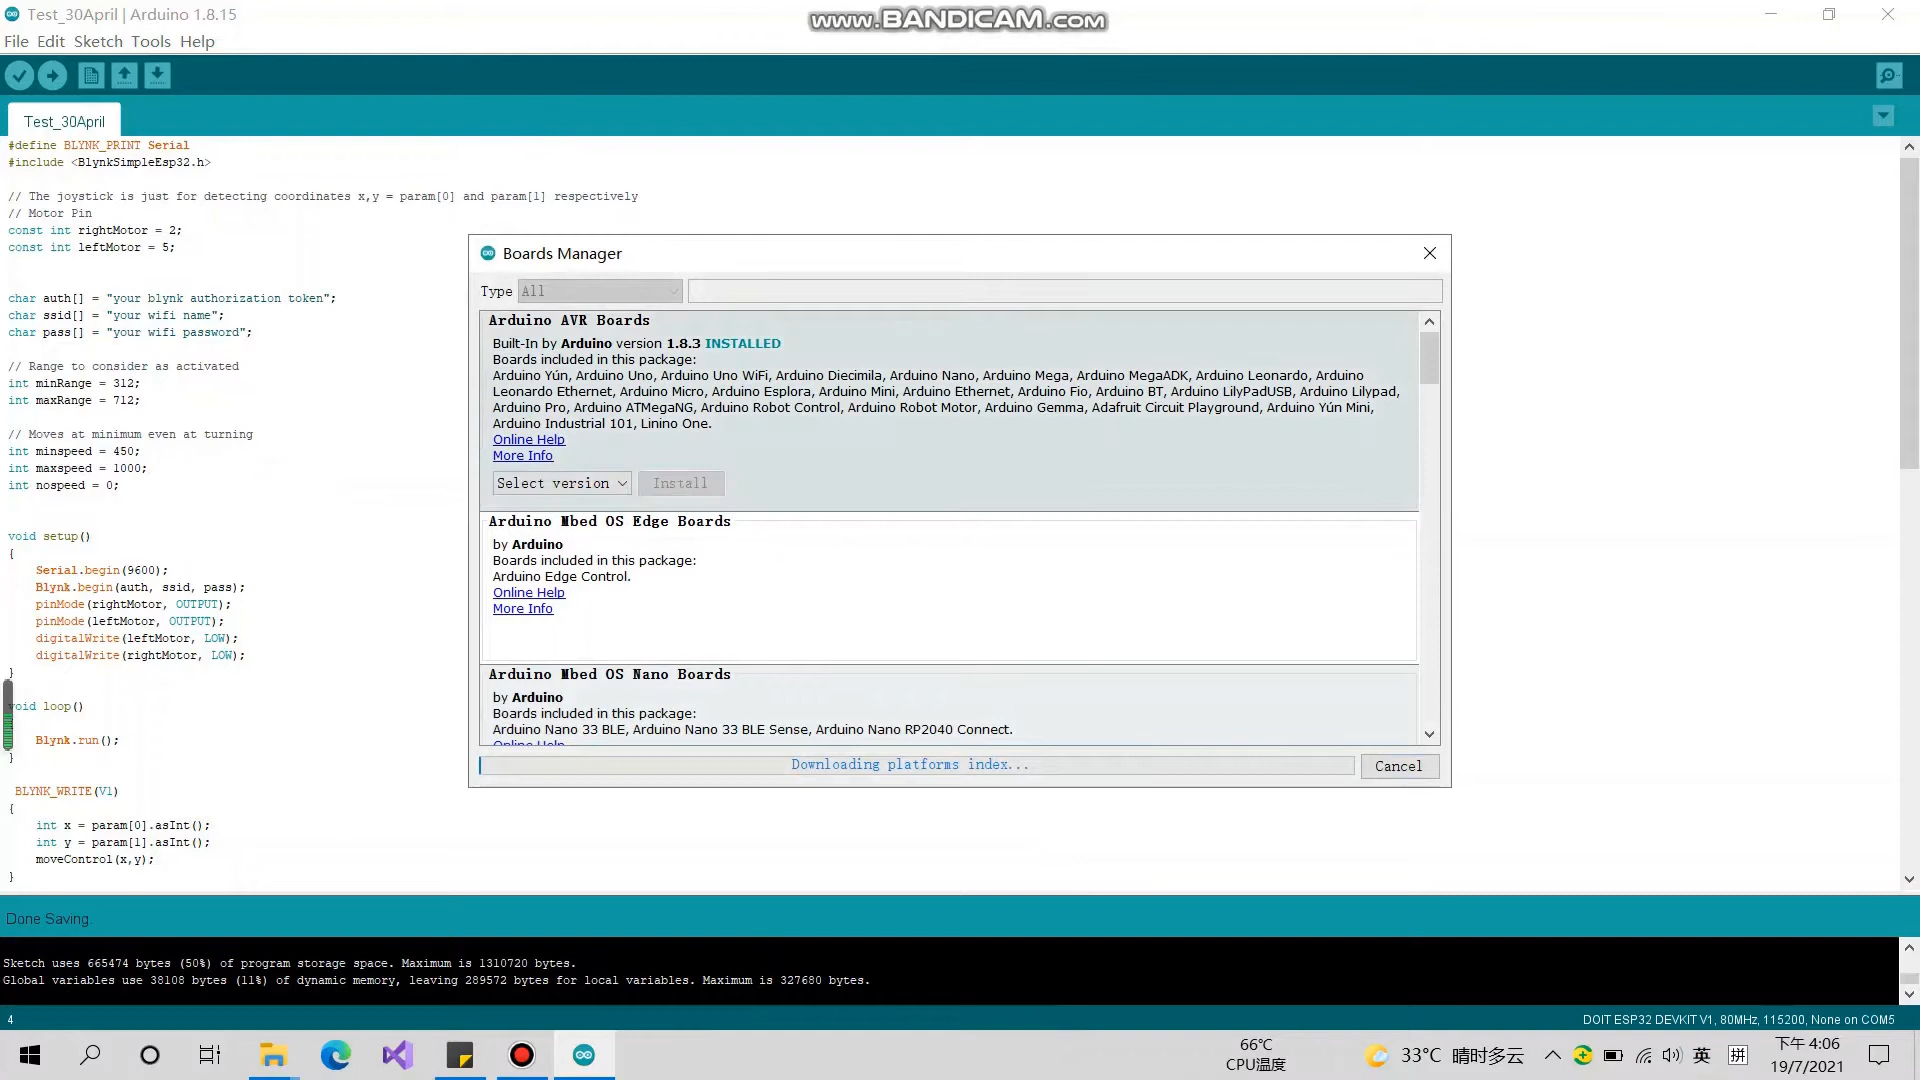 Test_30April | Arduino 1.8.15
www.BANDICAM.com
File Edit Sketch Tools Help
Test_30April
#define BLYNK_PRINT Serial
#include <BlynkSimpleEsp32.h>
// The joystick is just for detecting coordinates x,y = param[0] and param[1] respectively
// Motor Pin
const int rightMotor = 2;
const int leftMotor = 5;
char auth[] = "your blynk authorization token";
char ssid[] = "your wifi name";
char pass[] = "your wifi password";
// Range to consider as activated
int minRange = 312;
int maxRange = 712;
// Moves at minimum even at turning
int minspeed = 450;
int maxspeed = 1000;
int nospeed = 0;
void setup()
{
Serial.begin(9600);
Blynk.begin(auth, ssid, pass);
pinMode(rightMotor, OUTPUT);
pinMode(leftMotor, OUTPUT);
digitalWrite(leftMotor, LOW);
digitalWrite(rightMotor, LOW);
}
void loop()
Blynk.run();
}
BLYNK_WRITE(V1)
{
int x = param[0].asInt();
int y = param[1].asInt();
moveControl(x,y);
}
Boards Manager
Type All
Arduino AVR Boards
Built-In by Arduino version 1.8.3 INSTALLED
Boards included in this package:
Arduino Yún, Arduino Uno, Arduino Uno WiFi, Arduino Diecimila, Arduino Nano, Arduino Mega, Arduino MegaADK, Arduino Leonardo, Arduino
Leonardo Ethernet, Arduino Micro, Arduino Esplora, Arduino Mini, Arduino Ethernet, Arduino Fio, Arduino BT, Arduino LilyPadUSB, Arduino Lilypad,
Arduino Pro, Arduino ATMegaNG, Arduino Robot Control, Arduino Robot Motor, Arduino Gemma, Adafruit Circuit Playground, Arduino Yún Mini,
Arduino Industrial 101, Linino One.
Online Help
More Info
Select version Install
Arduino Mbed OS Edge Boards
by Arduino
Boards included in this package:
Arduino Edge Control.
Online Help
More Info
Arduino Mbed OS Nano Boards
by Arduino
Boards included in this package:
Arduino Nano 33 BLE, Arduino Nano 33 BLE Sense, Arduino Nano RP2040 Connect.
Online Help
Downloading platforms index...
Cancel
Done Saving.
Sketch uses 665474 bytes (50%) of program storage space. Maximum is 1310720 bytes.
Global variables use 38108 bytes (11%) of dynamic memory, leaving 289572 bytes for local variables. Maximum is 327680 bytes.
4
DOIT ESP32 DEVKIT V1, 80MHz, 115200, None on COM5
66℃
CPU温度
33°C 晴时多云
英
拼
下午 4:06
19/7/2021